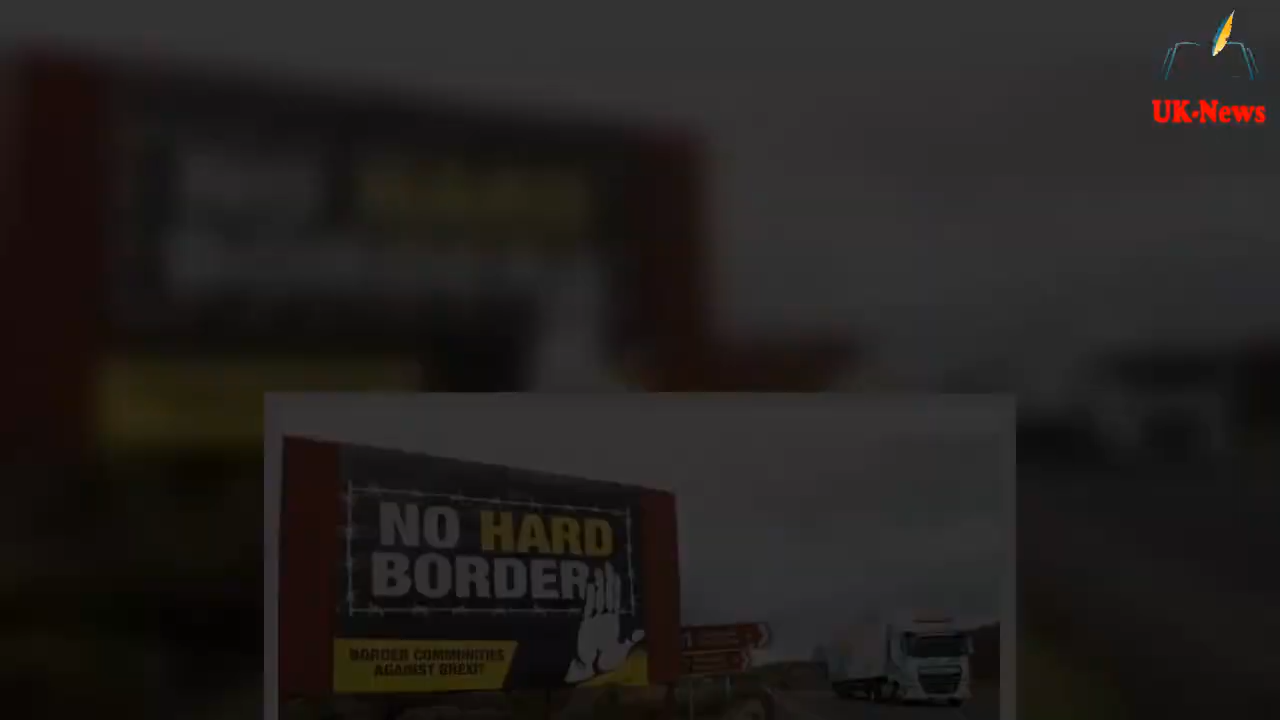 UK-News
NO HARD
BORDER
BORDER COMMUNITIES
AGAINST BREXIT